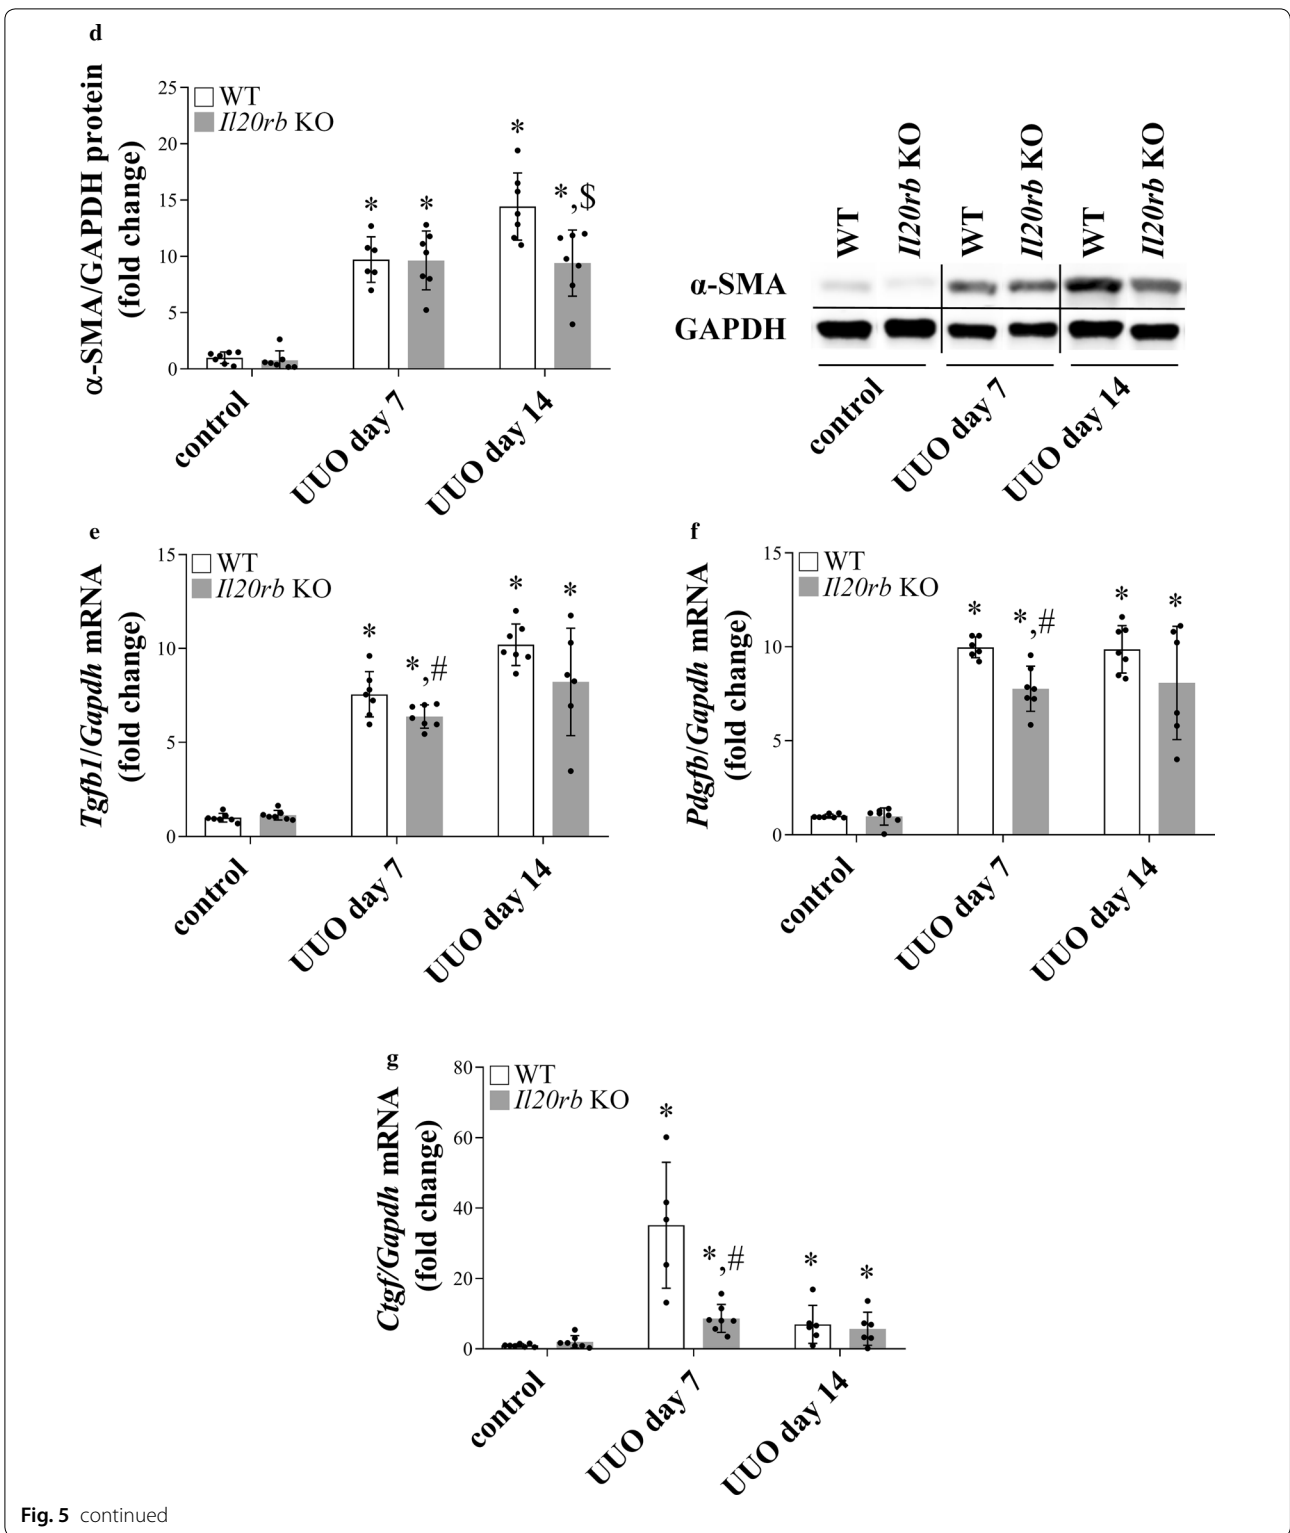 d
α-SMA/GAPDH protein
(fold change)
25
20
15
10
5
0
WT
Il20rb KO
*
*
*
*,$
control
UUO day 7
UUO day 14
WT
Il20rb KO
WT
Il20rb KO
WT
Il20rb KO
α-SMA
GAPDH
control
UUO day 7
UUO day 14
e
Tgfb1/Gapdh mRNA
(fold change)
15
10
5
0
WT
Il20rb KO
*
*,#
*
*
control
UUO day 7
UUO day 14
f
Pdgfb/Gapdh mRNA
(fold change)
15
10
5
0
WT
Il20rb KO
*
*,#
*
*
control
UUO day 7
UUO day 14
g
Ctgf/Gapdh mRNA
(fold change)
80
60
40
20
0
WT
Il20rb KO
*
*,#
*
*
control
UUO day 7
UUO day 14
Fig. 5 continued